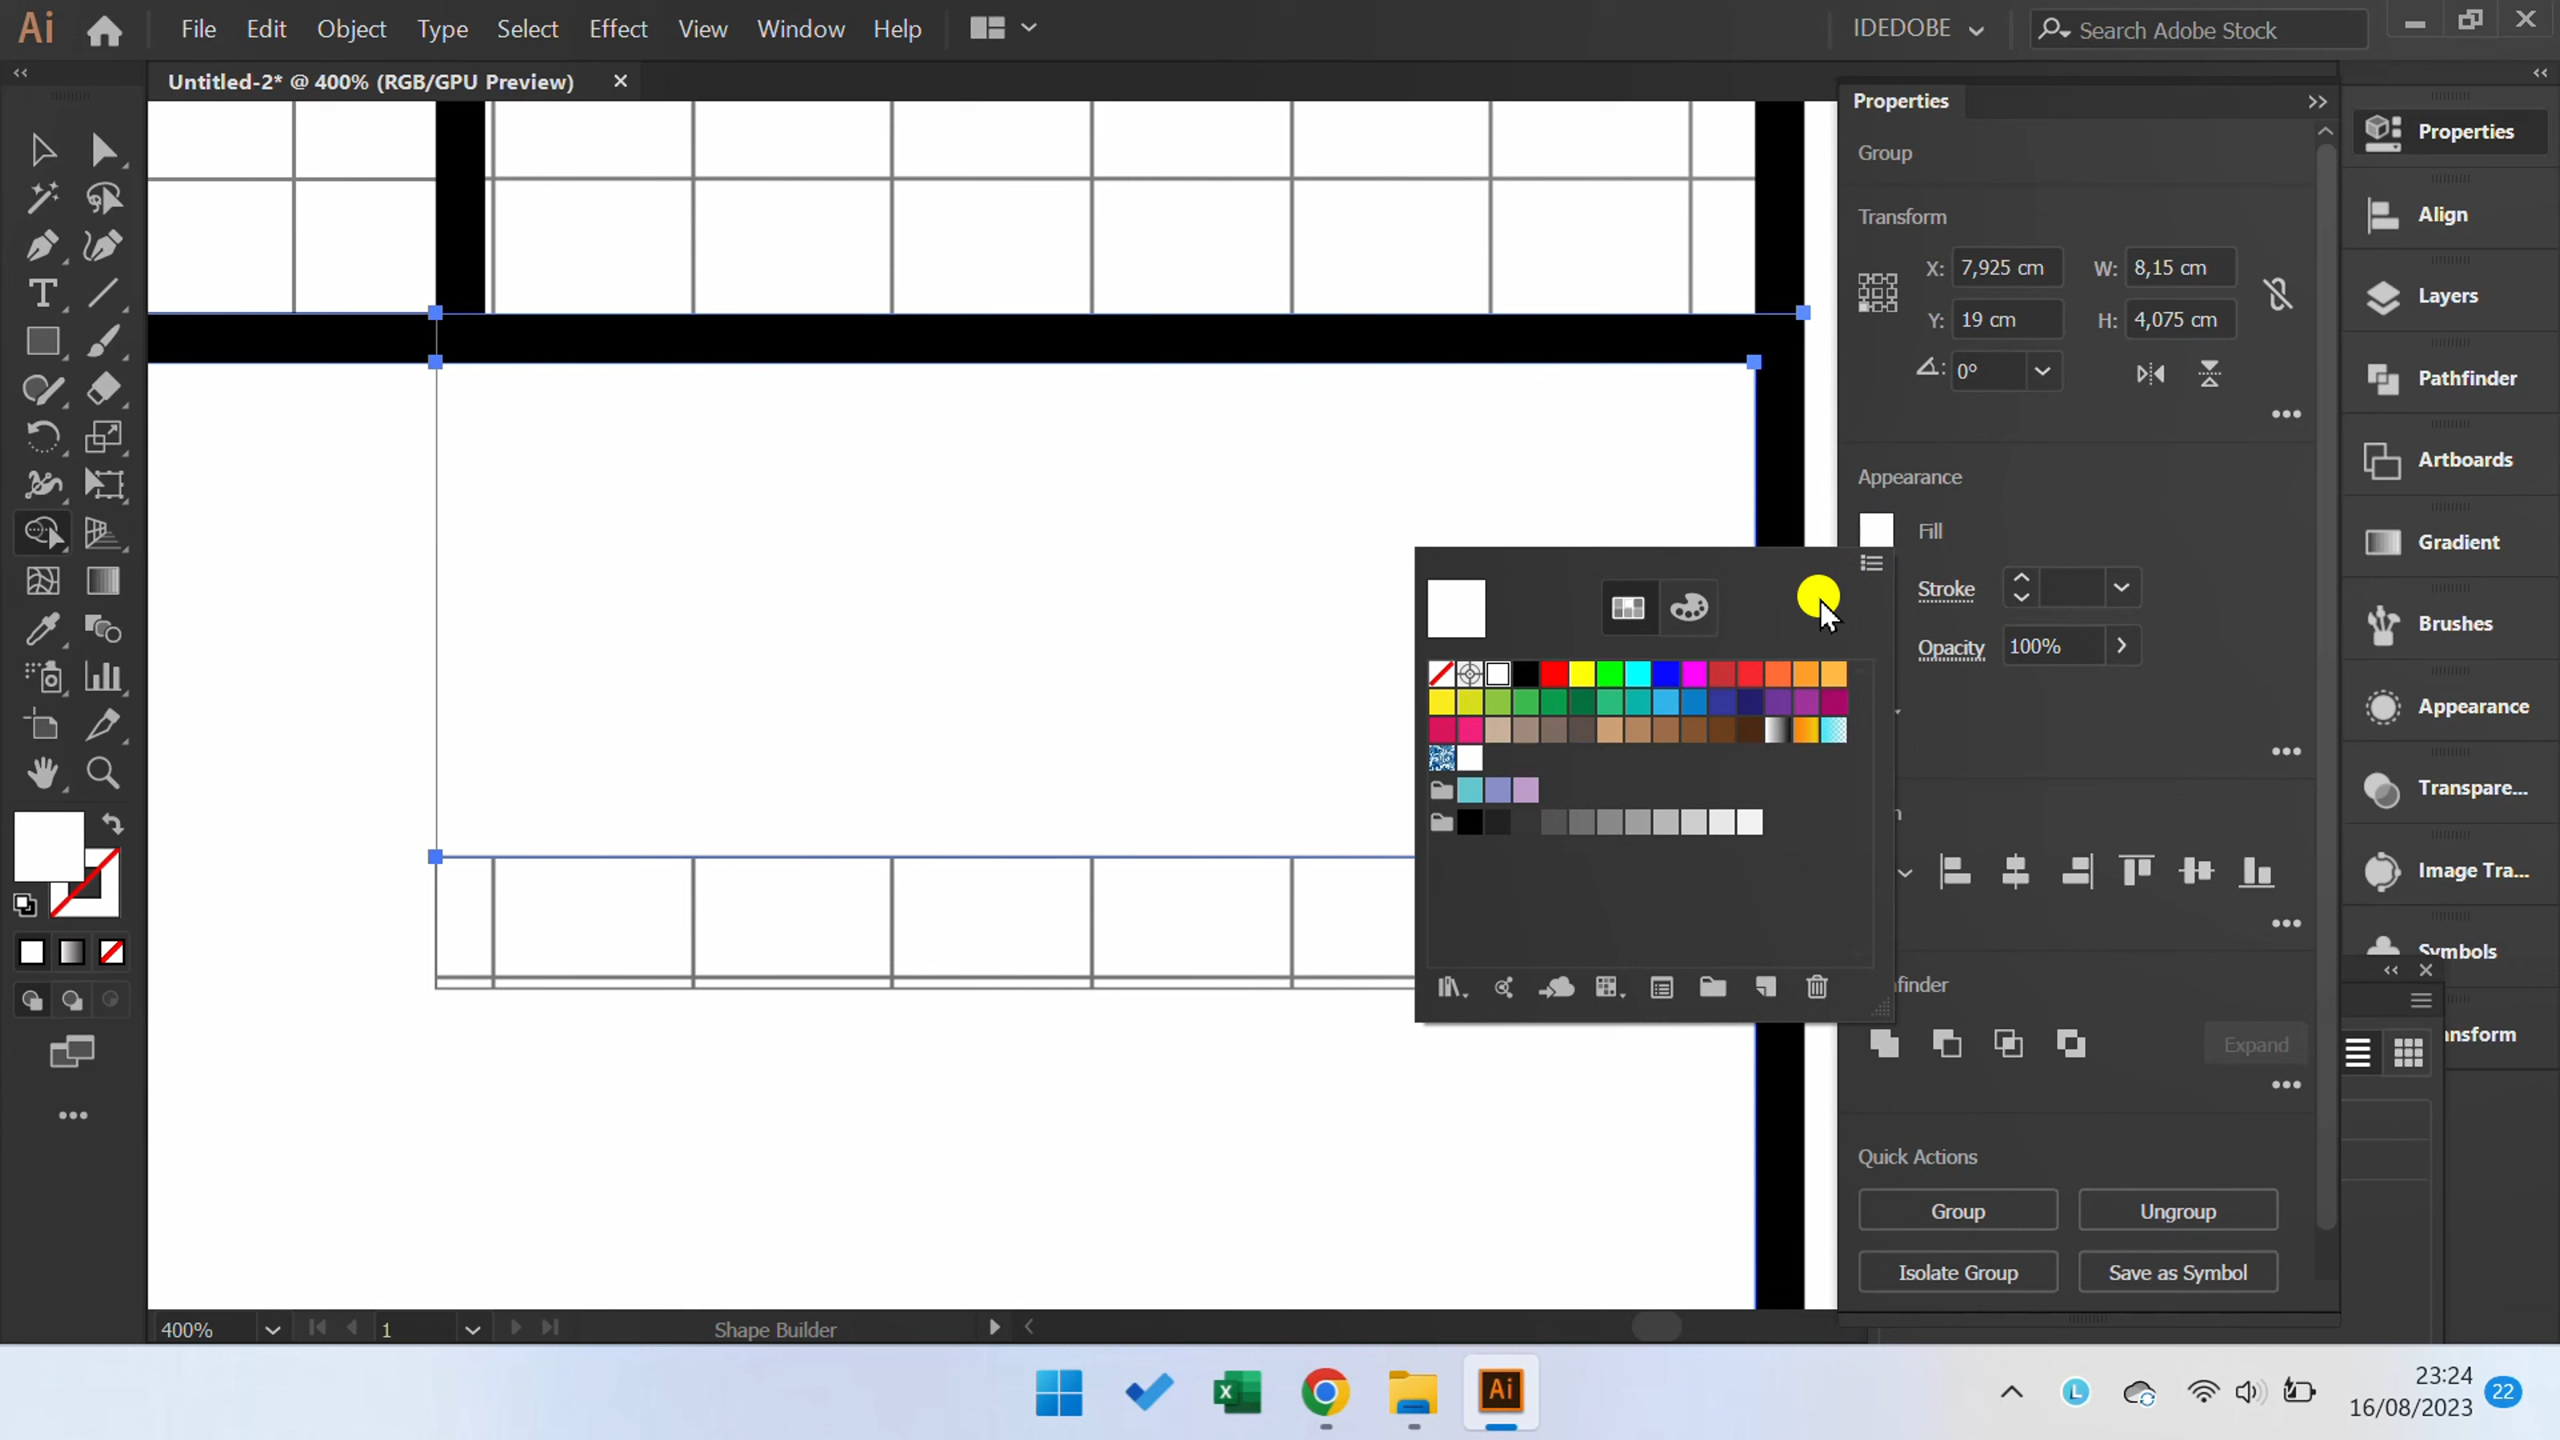 Ai File Edit Object Type Select Effect View Window Help IDEDOBE Search Adobe Stock
Untitled-2* @ 400% (RGB/GPU Preview)
Properties
Group
Transform
X: 7,925 cm W: 8,15 cm
Y: 19 cm H: 4,075 cm
0°
Appearance
Fill
Stroke
Opacity 100%
n
finder
Expand
Quick Actions
Group Ungroup
Isolate Group Save as Symbol
Properties
Align
Layers
Pathfinder
Artboards
Gradient
Brushes
Appearance
Transpare...
Image Tra...
Symbols
nsform
T
400% 1 Shape Builder
X L Ai
23:24
16/08/2023 22